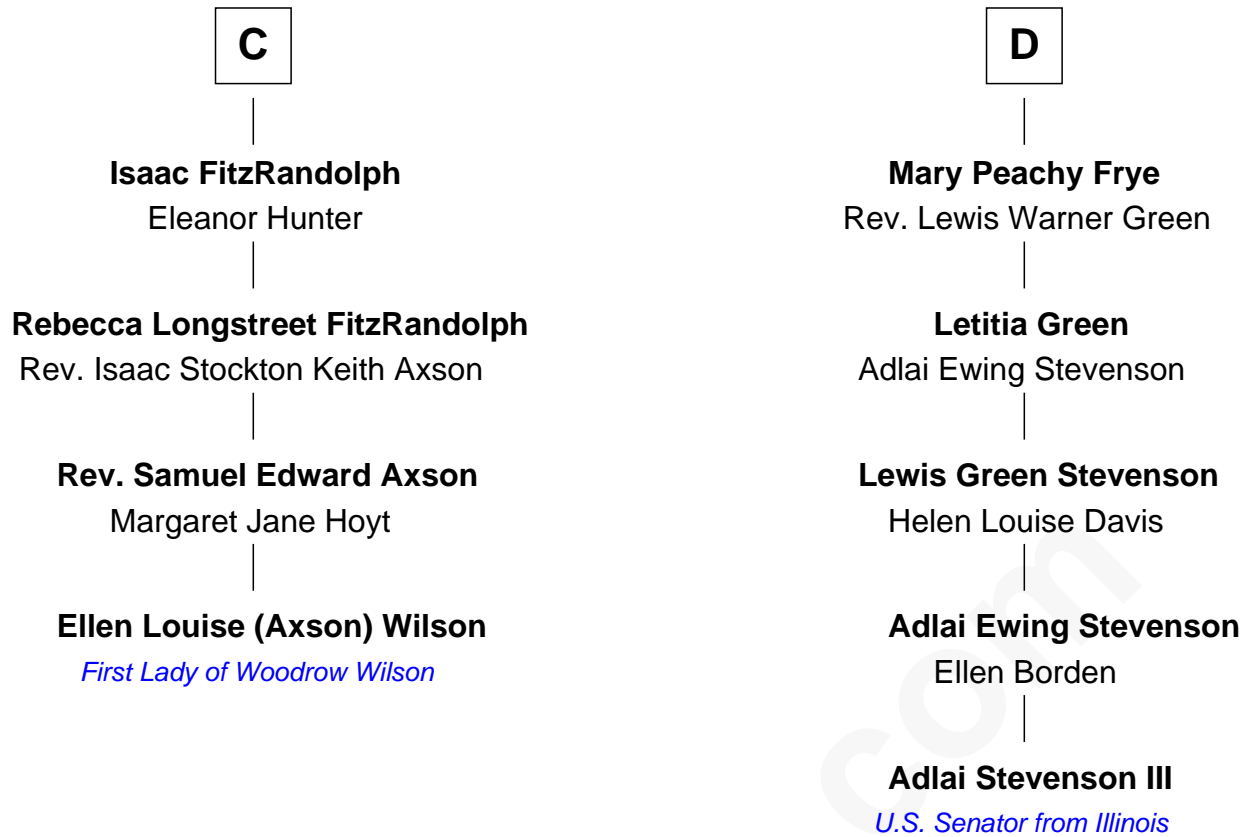 C
Isaac FitzRandolph
Eleanor Hunter
Rebecca Longstreet FitzRandolph
Rev. Isaac Stockton Keith Axson
Rev. Samuel Edward Axson
Margaret Jane Hoyt
Ellen Louise (Axson) Wilson
First Lady of Woodrow Wilson
D
Mary Peachy Frye
Rev. Lewis Warner Green
Letitia Green
Adlai Ewing Stevenson
Lewis Green Stevenson
Helen Louise Davis
Adlai Ewing Stevenson
Ellen Borden
Adlai Stevenson III
U.S. Senator from Illinois
com